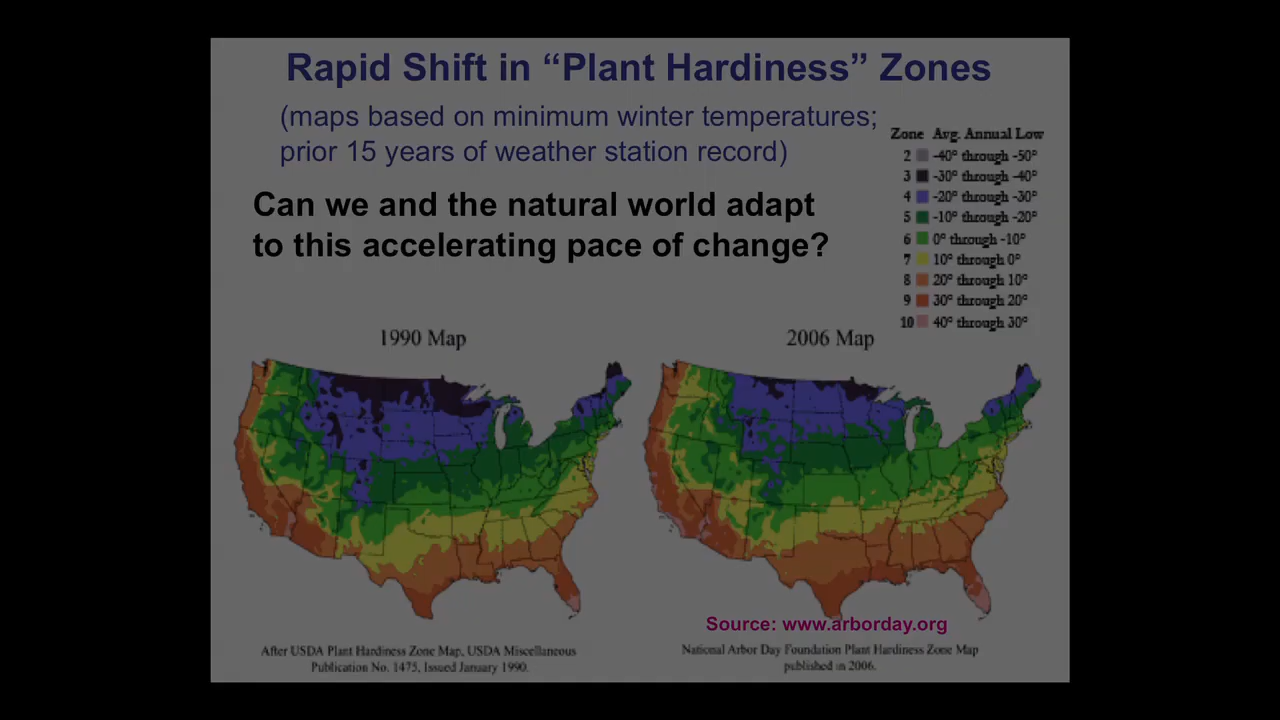 Rapid Shift in “Plant Hardiness” Zones
(maps based on minimum winter temperatures;
prior 15 years of weather station record)
Can we and the natural world adapt
to this accelerating pace of change?
Zone Avg. Annual Low
2 -40° through -50°
3 -30° through -40°
4 -20° through -30°
5 -10° through -20°
6 0° through -10°
7 10° through 0°
8 20° through 10°
9 30° through 20°
10 40° through 30°
1990 Map
2006 Map
Source: www.arborday.org
After USDA Plant Hardiness Zone Map, USDA Miscellaneous
Publication No. 1475, Issued January 1990.
National Arbor Day Foundation Plant Hardiness Zone Map
published in 2006.